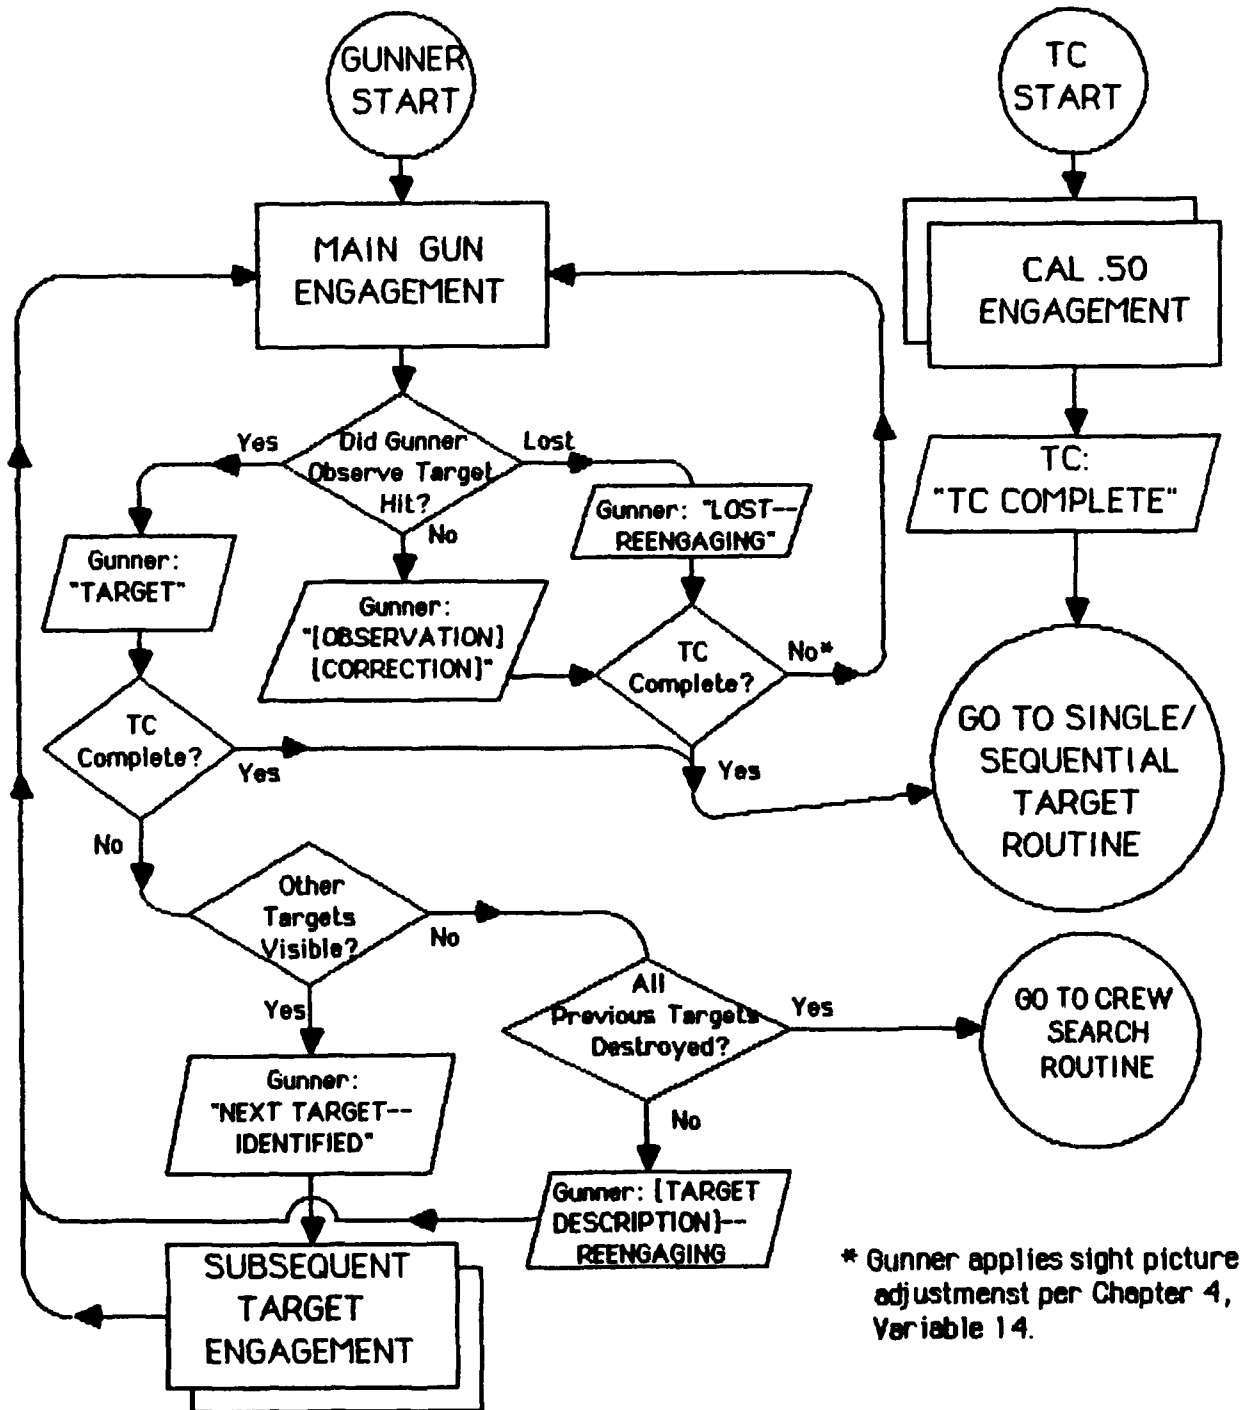 GUNNER
START
TC
START
MAIN GUN
ENGAGEMENT
CAL .50
ENGAGEMENT
Yes
Did Gunner
Observe Target
Hit?
Lost
No
TC:
"TC COMPLETE"
Gunner: "LOST--
REENGAGING"
Gunner:
"TARGET"
Gunner:
"[OBSERVATION]
[CORRECTION]"
TC
Complete?
No*
Yes
TC
Complete?
Yes
No
GO TO SINGLE/
SEQUENTIAL
TARGET
ROUTINE
Other
Targets
Visible?
No
Yes
All
Previous Targets
Destroyed?
Yes
No
GO TO CREW
SEARCH
ROUTINE
Gunner:
"NEXT TARGET--
IDENTIFIED"
Gunner: [TARGET
DESCRIPTION]--
REENGAGING
SUBSEQUENT
TARGET
ENGAGEMENT
* Gunner applies sight picture
adjustmenst per Chapter 4,
Variable 14.